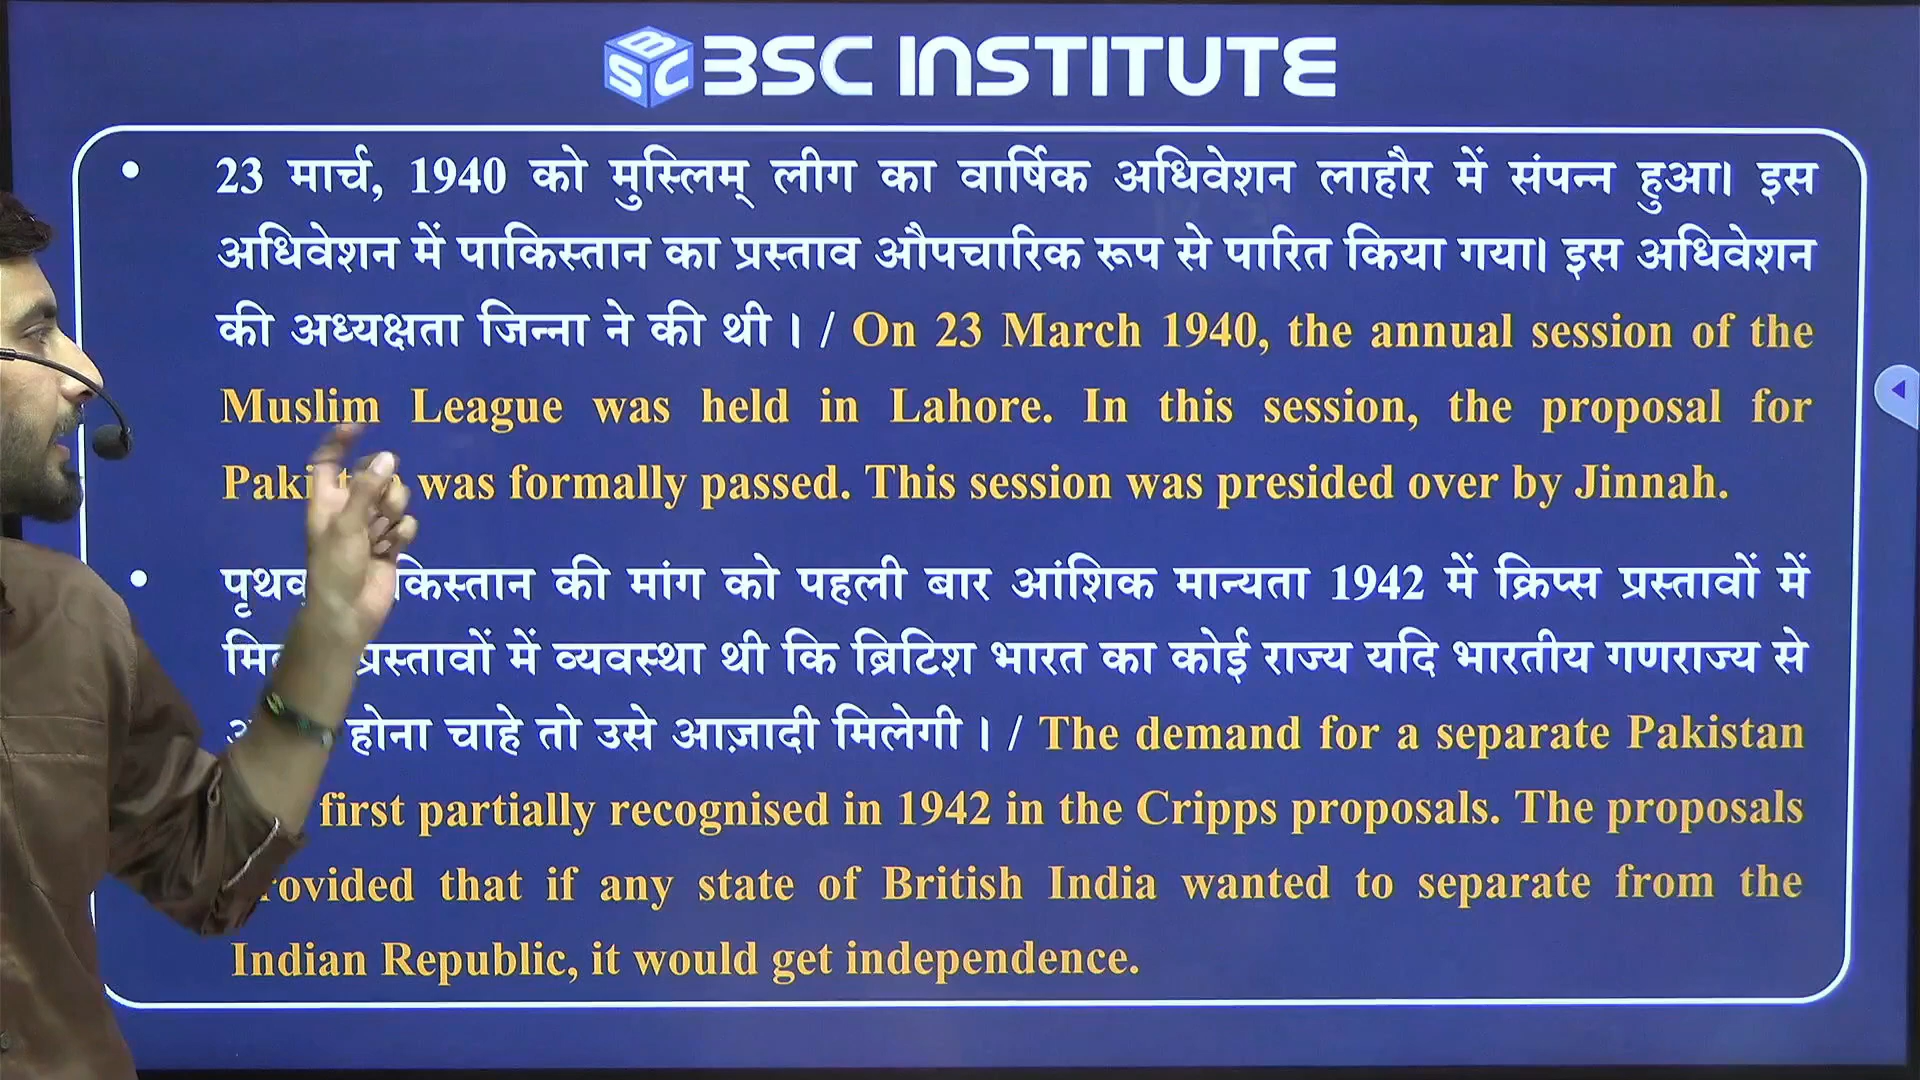 BSC
BSC INSTITUTE
• 23 मार्च, 1940 को मुस्लिम् लीग का वार्षिक अधिवेशन लाहौर में संपन्न हुआ। इस
अधिवेशन में पाकिस्तान का प्रस्ताव औपचारिक रूप से पारित किया गया। इस अधिवेशन
की अध्यक्षता जिन्ना ने की थी । / On 23 March 1940, the annual session of the
Muslim League was held in Lahore. In this session, the proposal for
was formally passed. This session was presided over by Jinnah.
• की मांग को पहली बार आंशिक मान्यता 1942 में क्रिप्स प्रस्तावों में
प्रस्तावों में व्यवस्था थी कि ब्रिटिश भारत का कोई राज्य यदि भारतीय गणराज्य से
होना चाहे तो उसे आज़ादी मिलेगी । / The demand for a separate Pakistan
first partially recognised in 1942 in the Cripps proposals. The proposals
that if any state of British India wanted to separate from the
Indian Republic, it would get independence.